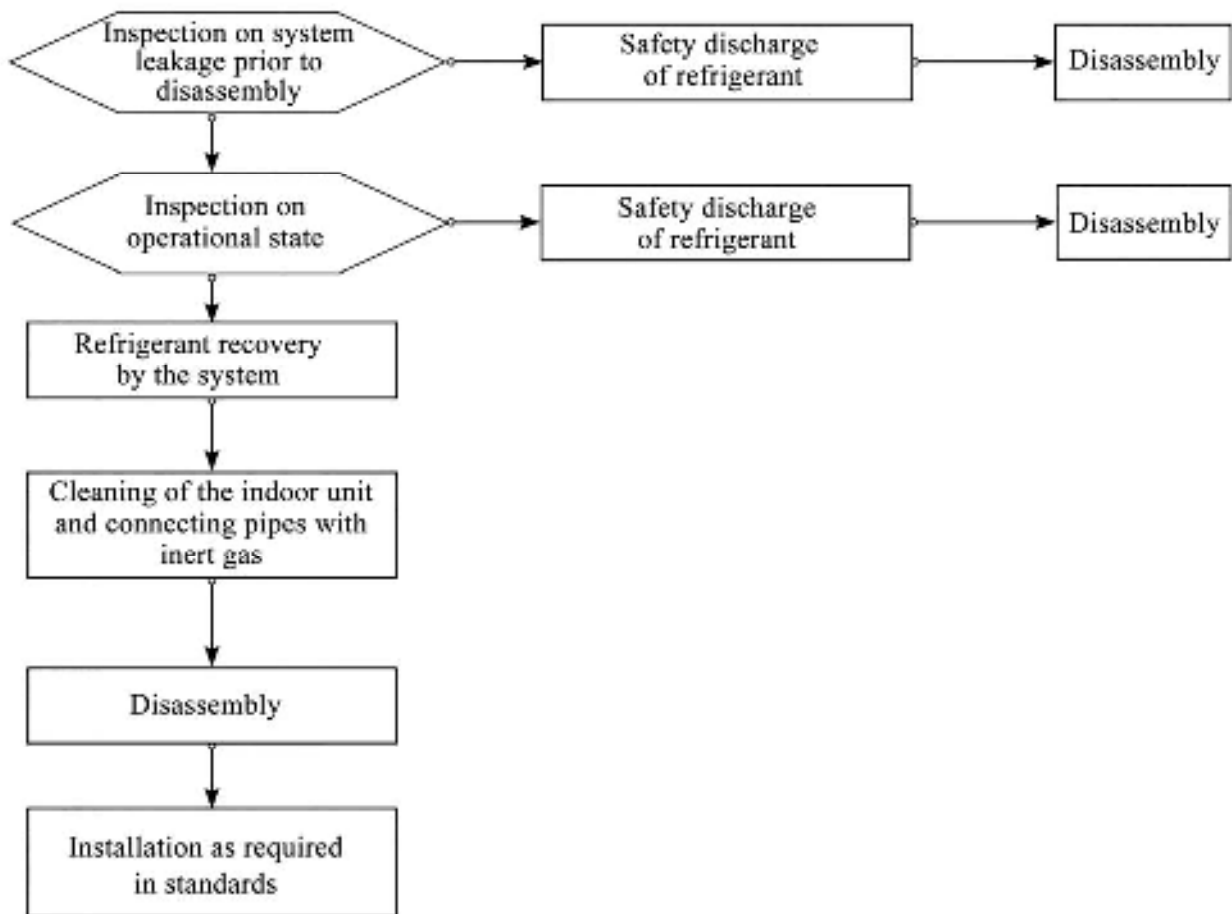 Inspection on system
leakage prior to
disassembly
Safety discharge
of refrigerant
Disassembly
Inspection on
operational state
Safety discharge
of refrigerant
Disassembly
Refrigerant recovery
by the system
Cleaning of the indoor unit
and connecting pipes with
inert gas
Disassembly
Installation as required
in standards